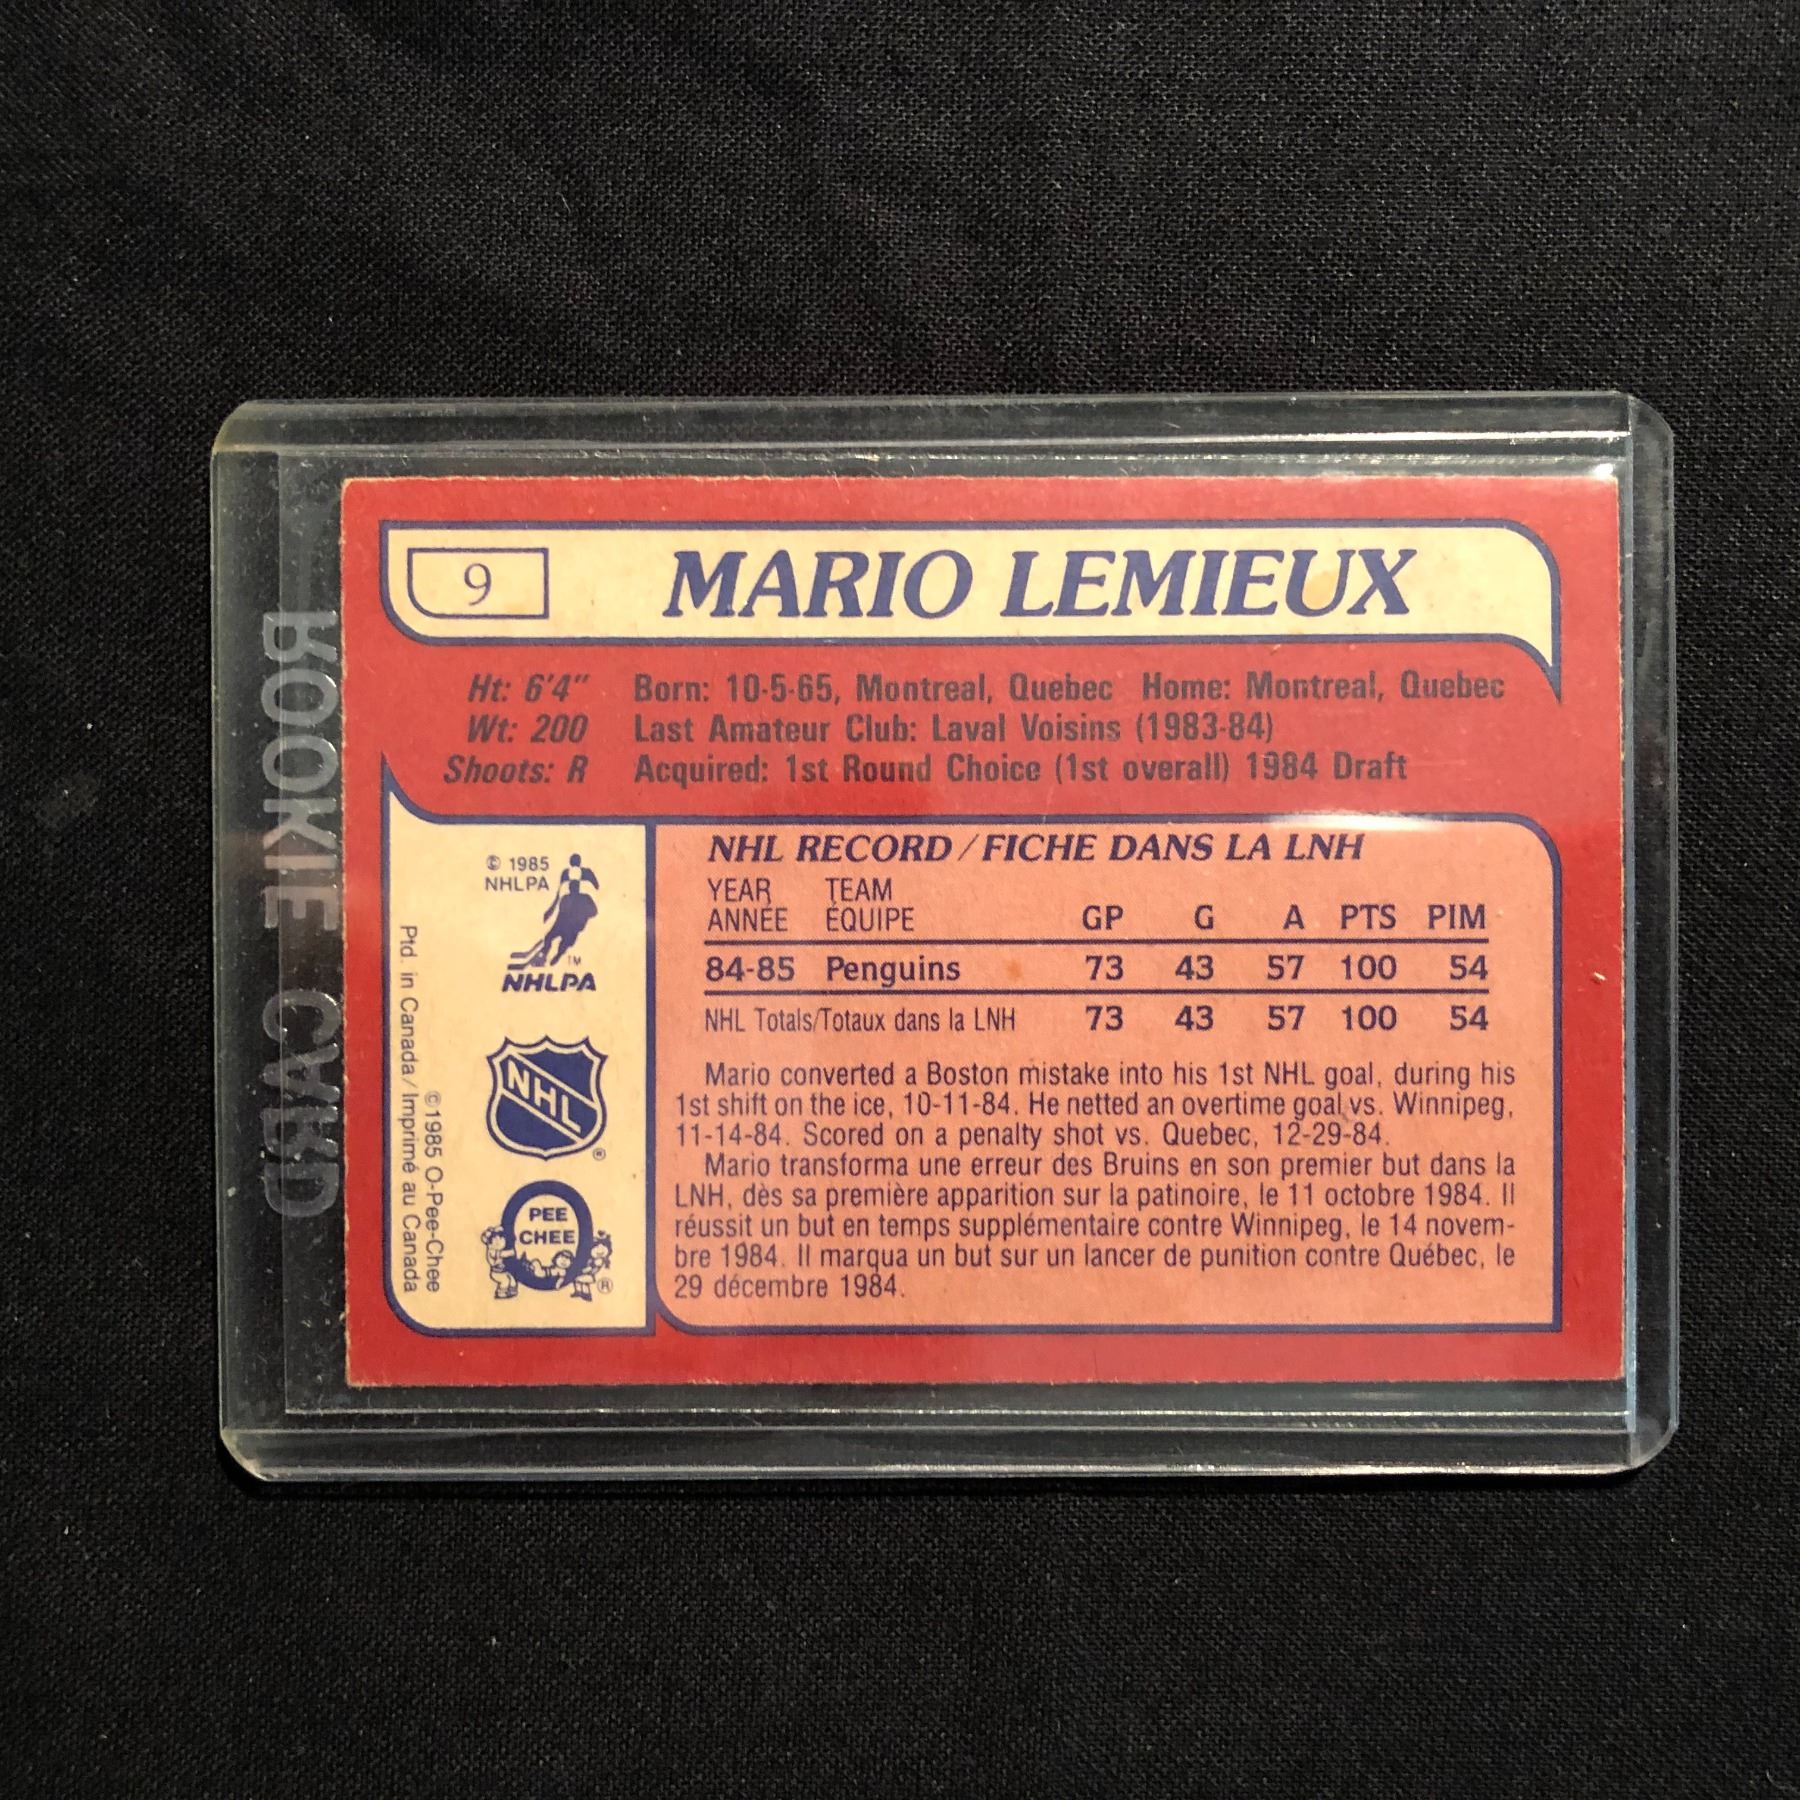 9
MARIO LEMIEUX
Ht: 6'4" Born: 10-5-65, Montreal, Quebec Home: Montreal, Quebec
Wt: 200 Last Amateur Club: Laval Voisins (1983-84)
Shoots: R Acquired: 1st Round Choice (1st overall) 1984 Draft
NHL RECORD/FICHE DANS LA LNH
YEAR TEAM
ANNÉE ÉQUIPE GP G A PTS PIM
84-85 Penguins 73 43 57 100 54
NHL Totals/Totaux dans la LNH 73 43 57 100 54
Mario converted a Boston mistake into his 1st NHL goal, during his
1st shift on the ice, 10-11-84. He netted an overtime goal vs. Winnipeg,
11-14-84. Scored on a penalty shot vs. Quebec, 12-29-84.
Mario transforma une erreur des Bruins en son premier but dans la
LNH, dès sa première apparition sur la patinoire, le 11 octobre 1984. Il
réussit un but en temps supplémentaire contre Winnipeg, le 14 novem-
bre 1984. Il marqua un but sur un lancer de punition contre Québec, le
29 décembre 1984.
© 1985
NHLPA
TM
NHLPA
NHL
®
PEE
CHEE
®
©1985 O-Pee-Chee
Ptd. in Canada/Imprimé au Canada
ROOKIE CARD